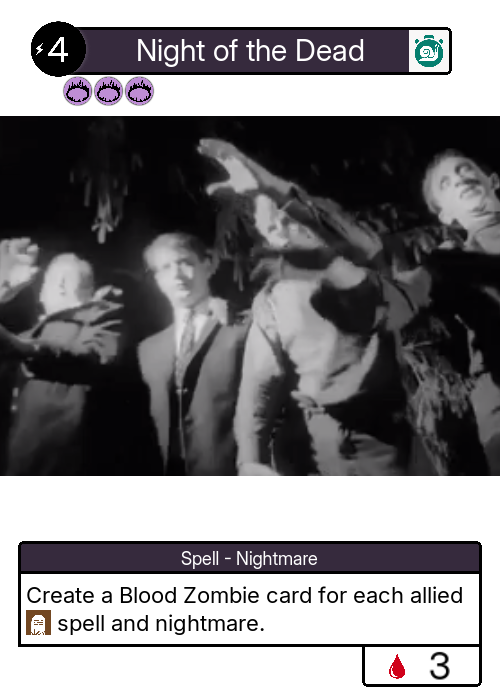 4
Night of the Dead
Spell - Nightmare
Create a Blood Zombie card for each allied
spell and nightmare.
3